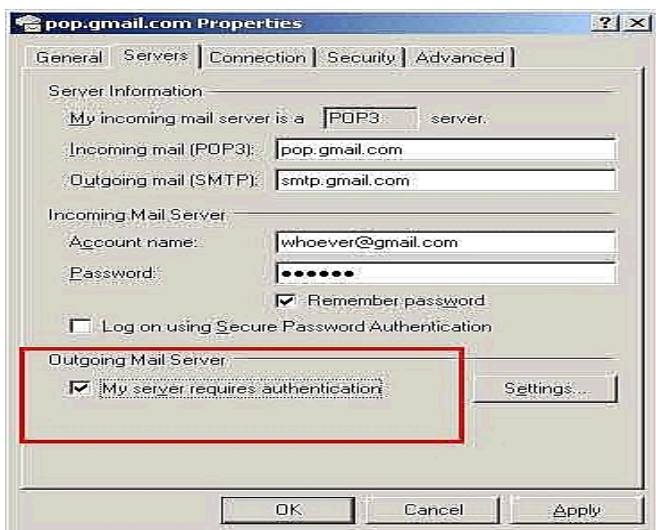 pop.gmail.com Properties
General Servers Connection Security Advanced
Server Information
My incoming mail server is a POP3 server.
Incoming mail (POP3): pop.gmail.com
Outgoing mail (SMTP): smtp.gmail.com
Incoming Mail Server
Account name: whoever@gmail.com
Password: ●●●●●●
Remember password
Log on using Secure Password Authentication
Outgoing Mail Server
My server requires authentication Settings...
OK Cancel Apply